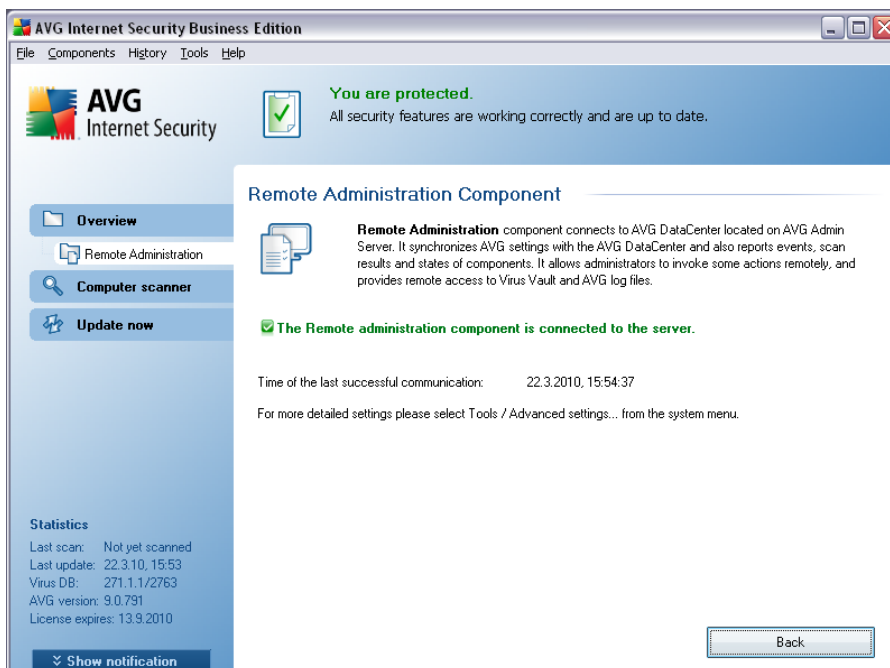 AVG Internet Security Business Edition
File Components History Tools Help
AVG
Internet Security
You are protected.
All security features are working correctly and are up to date.
Overview
Remote Administration
Computer scanner
Update now
Remote Administration Component
Remote Administration component connects to AVG DataCenter located on AVG Admin
Server. It synchronizes AVG settings with the AVG DataCenter and also reports events, scan
results and states of components. It allows administrators to invoke some actions remotely, and
provides remote access to Virus Vault and AVG log files.
The Remote administration component is connected to the server.
Time of the last successful communication: 22.3.2010, 15:54:37
For more detailed settings please select Tools / Advanced settings... from the system menu.
Statistics
Last scan: Not yet scanned
Last update: 22.3.10, 15:53
Virus DB: 271.1.1/2763
AVG version: 9.0.791
License expires: 13.9.2010
Show notification
Back